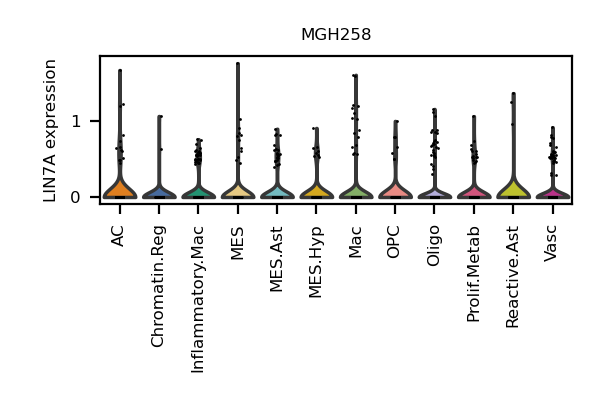 MGH258
LIN7A expression
1
0
AC
Chromatin.Reg
Inflammatory.Mac
MES
MES.Ast
MES.Hyp
Mac
OPC
Oligo
Prolif.Metab
Reactive.Ast
Vasc